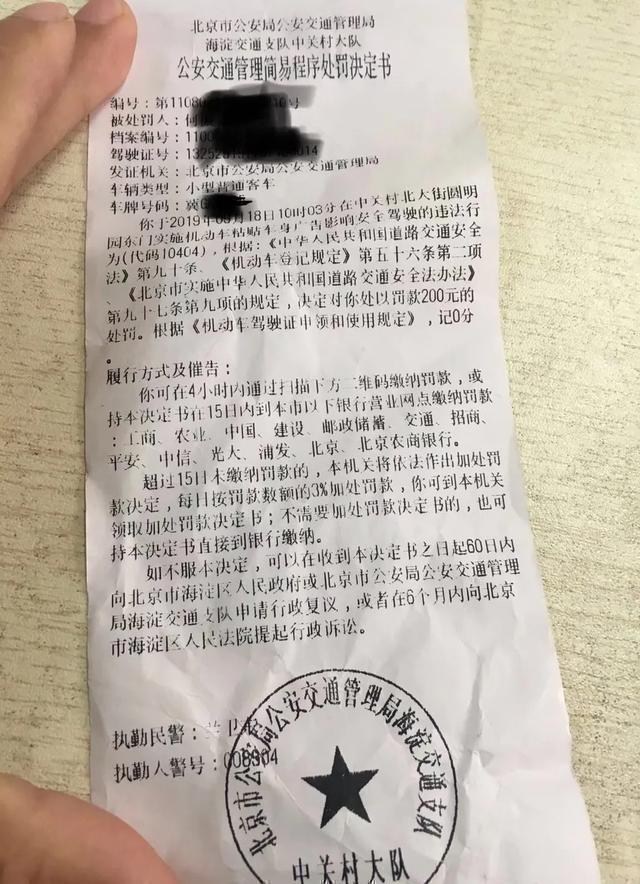 北京市公安局公安交通管理局
海淀交通支队中关村大队
公安交通管理简易程序处罚决定书
编号：第11080 号
被处罚人：何
档案编号：1100
驾驶证号：13252 014
发证机关：北京市公安局公安交通管理局
车辆类型：小型普通客车
车牌号码：冀G
你于2019年09月18日10时03分在中关村北大街圆明
园东门实施机动车粘贴车身广告影响安全驾驶的违法行
为(代码10404)，根据：《中华人民共和国道路交通安全
法》第九十条、《机动车登记规定》第五十六条第二项
、《北京市实施中华人民共和国道路交通安全法办法》
第九十七条第九项的规定，决定对你处以罚款200元的
处罚。根据《机动车驾驶证申领和使用规定》，记0分
。
履行方式及催告：
你可在4小时内通过扫描下方二维码缴纳罚款，或
持本决定书在15日内到本市以下银行营业网点缴纳罚款
：工商、农业、中国、建设、邮政储蓄、交通、招商、
平安、中信、光大、浦发、北京、北京农商银行。
超过15日未缴纳罚款的，本机关将依法作出加处罚
款决定，每日按罚款数额的3%加处罚款，你可到本机关
领取加处罚款决定书；不需要加处罚款决定书的，也可
持本决定书直接到银行缴纳。
如不服本决定，可以在收到本决定书之日起60日内
向北京市海淀区人民政府或北京市公安局公安交通管理
局海淀交通支队申请行政复议，或者在6个月内向北京
市海淀区人民法院提起行政诉讼。
执勤民警：
执勤人警号：008304
北京市公安局公安交通管理局海淀交通支队
中关村大队